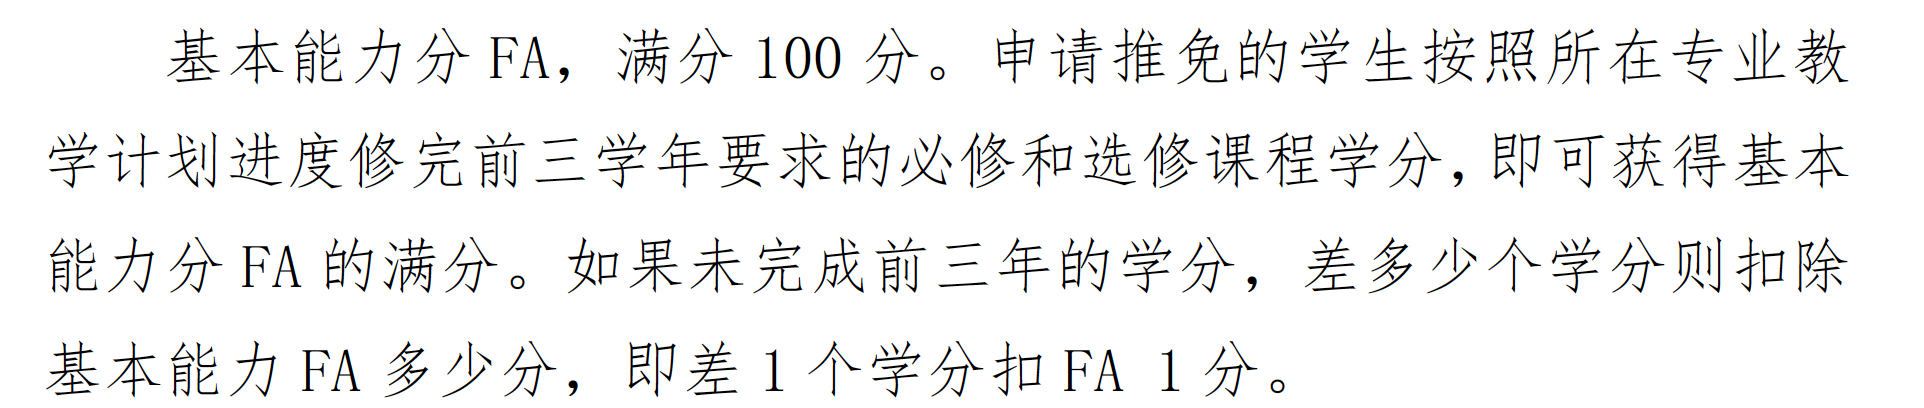 基本能力分 FA，满分 100 分。申请推免的学生按照所在专业教
学计划进度修完前三学年要求的必修和选修课程学分，即可获得基本
能力分 FA 的满分。如果未完成前三年的学分，差多少个学分则扣除
基本能力 FA 多少分，即差 1 个学分扣 FA 1 分。